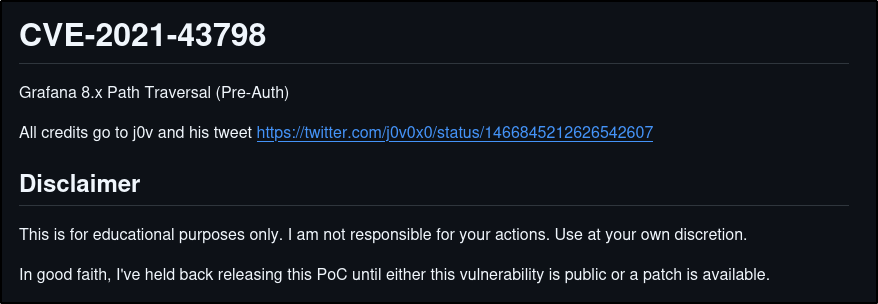 CVE-2021-43798
Grafana 8.x Path Traversal (Pre-Auth)
All credits go to j0v and his tweet https://twitter.com/j0v0x0/status/1466845212626542607
Disclaimer
This is for educational purposes only. I am not responsible for your actions. Use at your own discretion.
In good faith, I've held back releasing this PoC until either this vulnerability is public or a patch is available.